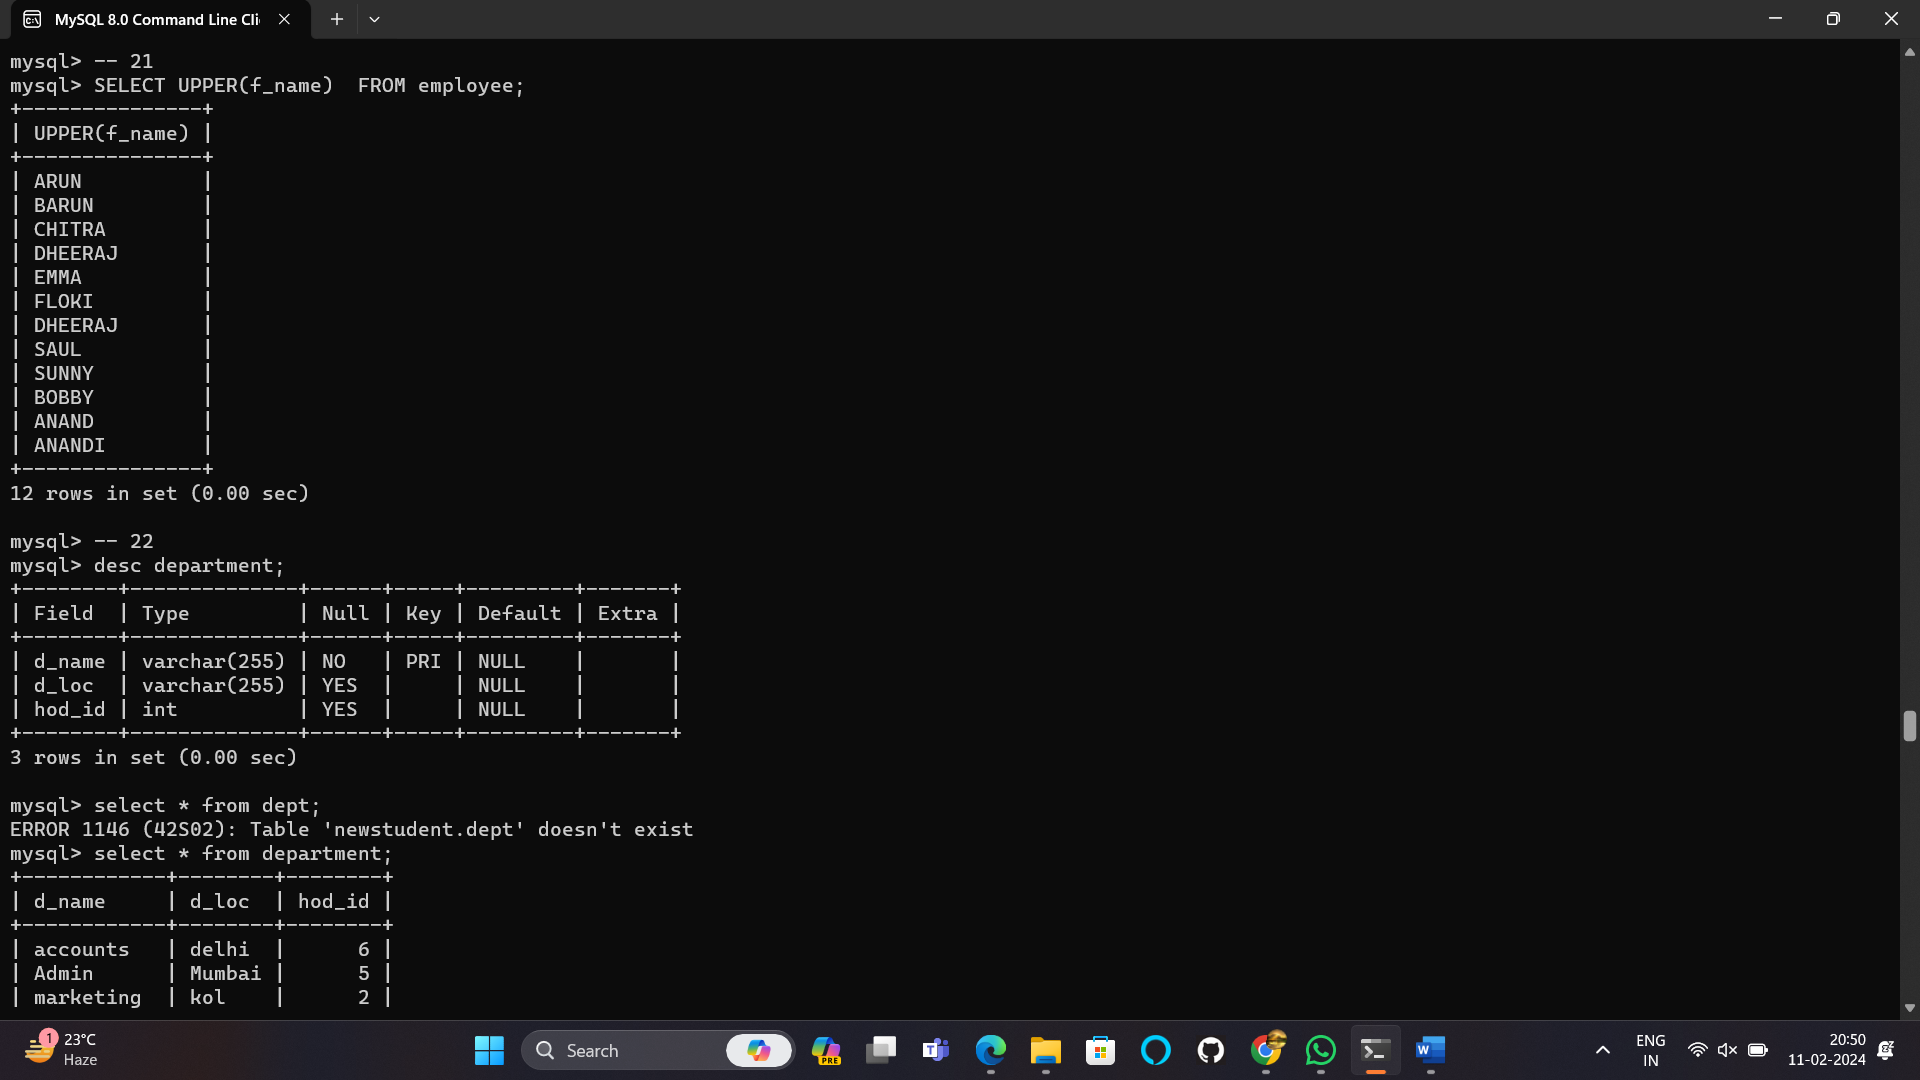 MySQL 8.0 Command Line Cli
mysql> -- 21
mysql> SELECT UPPER(f_name)  FROM employee;
+---------------+
| UPPER(f_name) |
+---------------+
| ARUN          |
| BARUN         |
| CHITRA        |
| DHEERAJ       |
| EMMA          |
| FLOKI         |
| DHEERAJ       |
| SAUL          |
| SUNNY         |
| BOBBY         |
| ANAND         |
| ANANDI        |
+---------------+
12 rows in set (0.00 sec)
mysql> -- 22
mysql> desc department;
+--------+--------------+------+-----+---------+-------+
| Field  | Type         | Null | Key | Default | Extra |
+--------+--------------+------+-----+---------+-------+
| d_name | varchar(255) | NO   | PRI | NULL    |       |
| d_loc  | varchar(255) | YES  |     | NULL    |       |
| hod_id | int          | YES  |     | NULL    |       |
+--------+--------------+------+-----+---------+-------+
3 rows in set (0.00 sec)
mysql> select * from dept;
ERROR 1146 (42S02): Table 'newstudent.dept' doesn't exist
mysql> select * from department;
+------------+--------+--------+
| d_name     | d_loc  | hod_id |
+------------+--------+--------+
| accounts   | delhi  |      6 |
| Admin      | Mumbai |      5 |
| marketing  | kol    |      2 |
1
23°C
Haze
Search
PRE
ENG
IN
20:50
11-02-2024